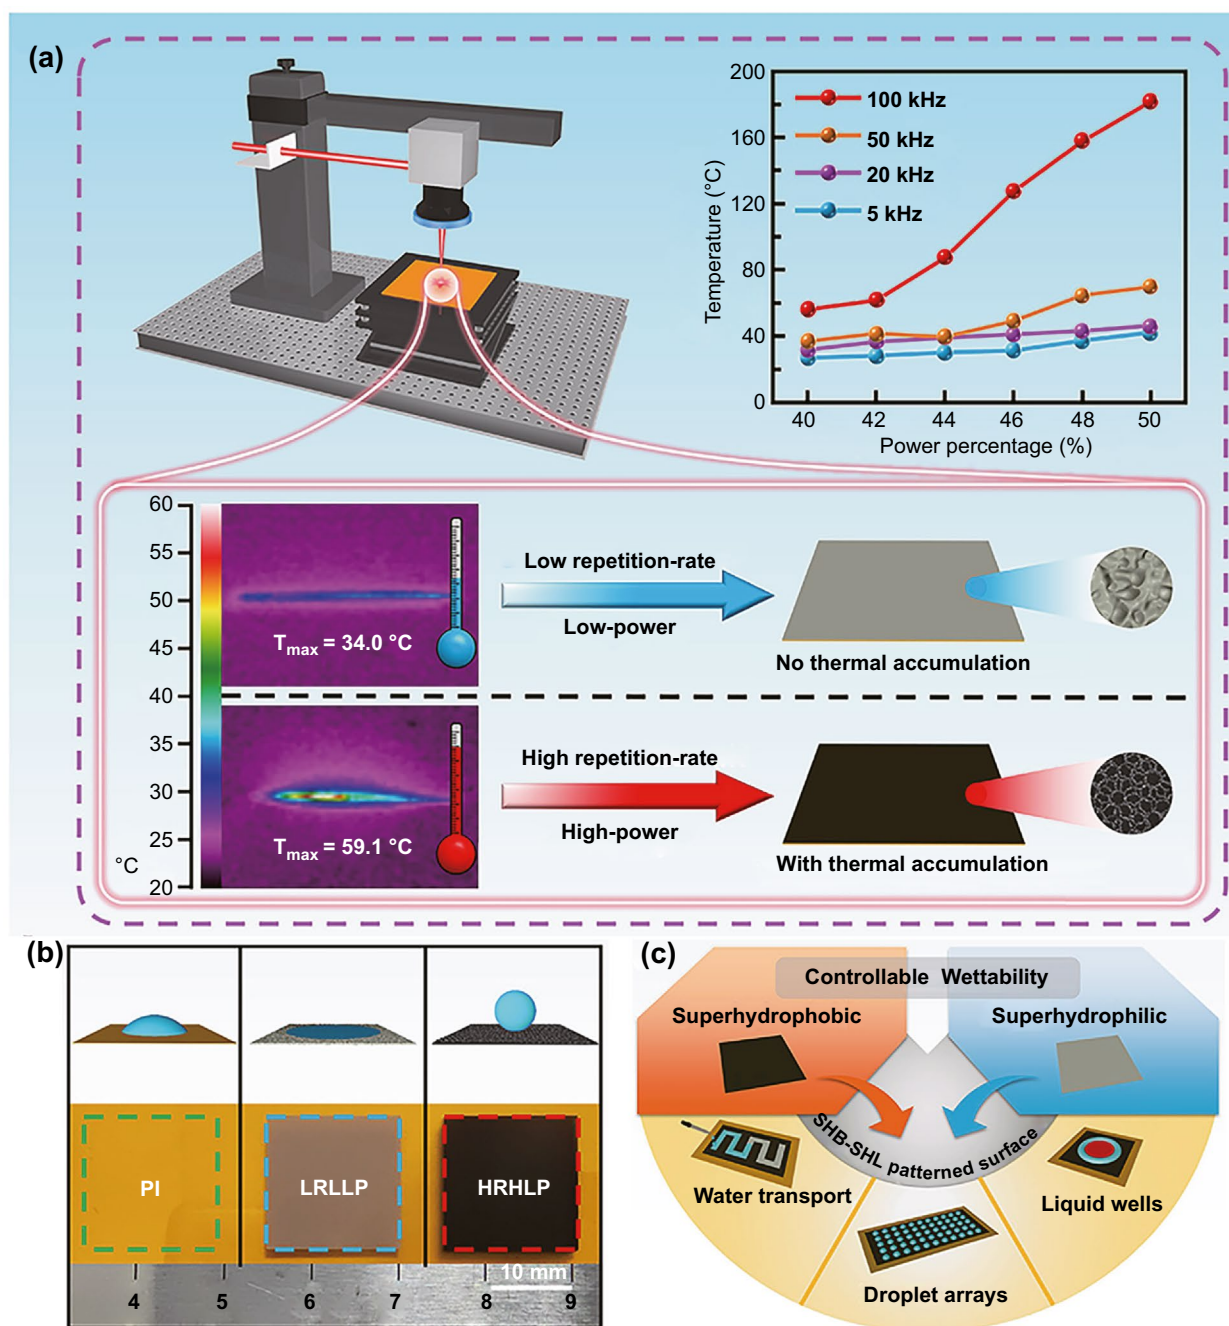 (a)
200
160
120
80
40
0
Temperature (°C)
100 kHz
50 kHz
20 kHz
5 kHz
40 42 44 46 48 50
Power percentage (%)
60
55
50
45
40
35
30
25
20
°C
Tmax = 34.0 °C
Low repetition-rate
Low-power
No thermal accumulation
Tmax = 59.1 °C
High repetition-rate
High-power
With thermal accumulation
(b)
PI
LRLLP
HRHLP
10 mm
4 5 6 7 8 9
(c)
Controllable Wettability
Superhydrophobic
Superhydrophilic
SHB-SHL patterned surface
Water transport
Liquid wells
Droplet arrays